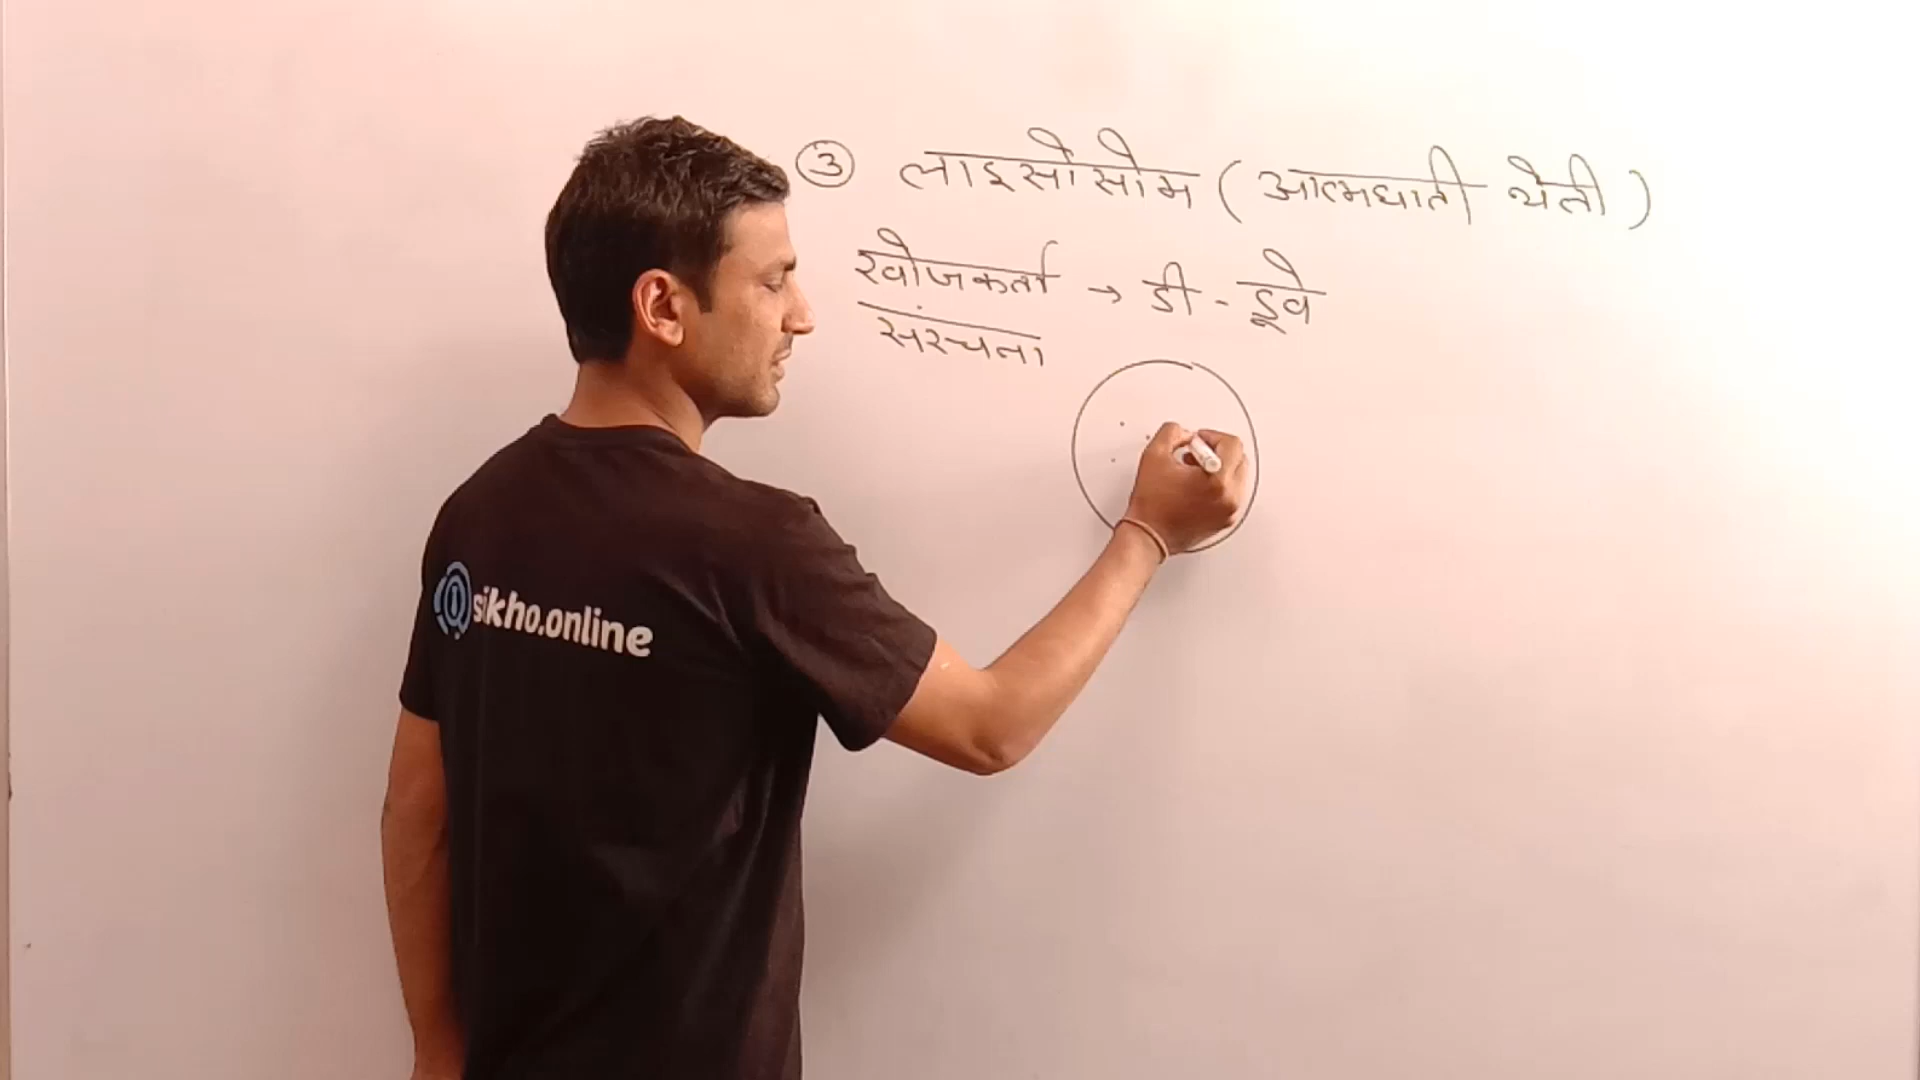 ③ लाइसोसोम ( आत्मघाती थैली )
खोजकर्ता → डी - डूवे
संरचना
sikho.online